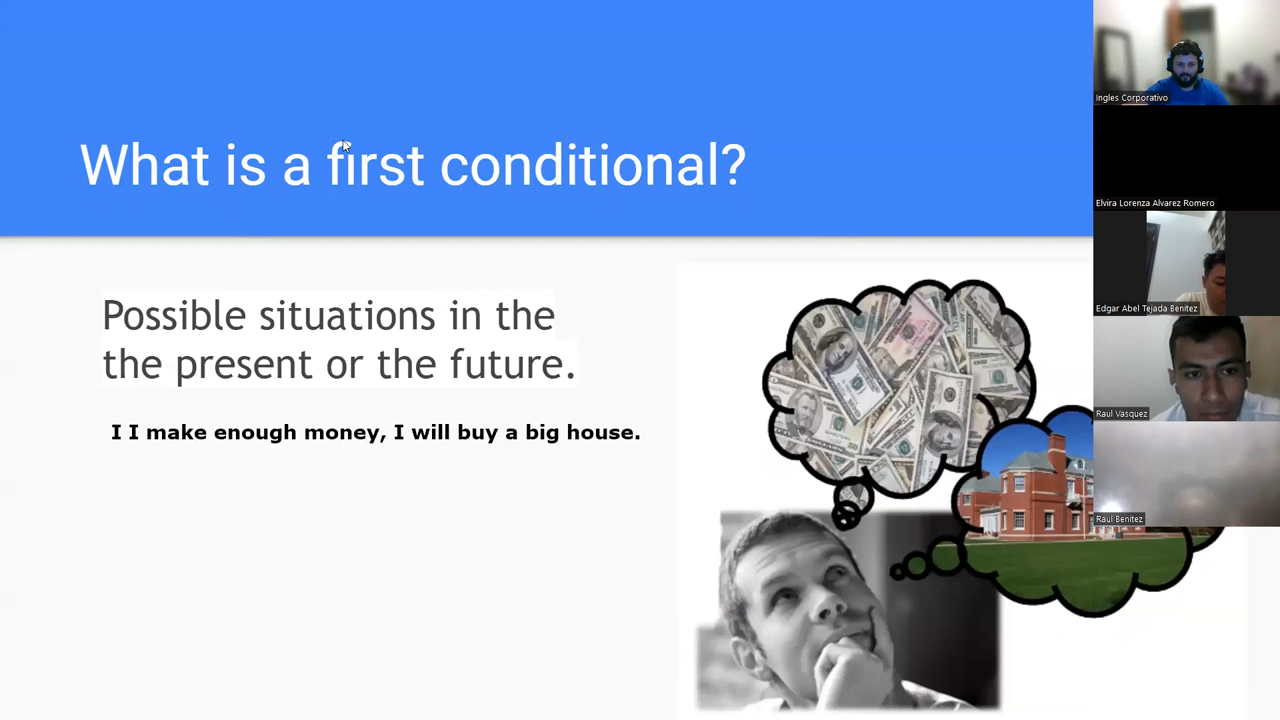 What is a first conditional?
Possible situations in the
the present or the future.
I I make enough money, I will buy a big house.
Ingles Corporativo
Elvira Lorenza Alvarez Romero
Edgar Abel Tejada Benitez
Raul Vasquez
Raul Benitez